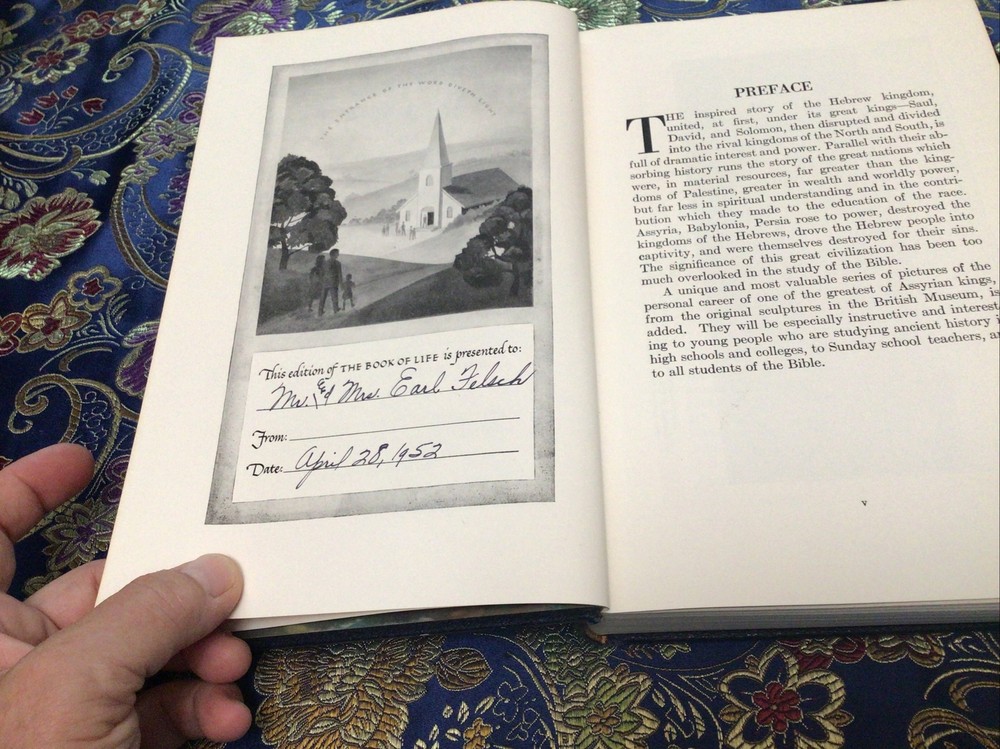 THE ENTRANCE OF THE WORD GIVETH LIGHT
This edition of THE BOOK OF LIFE is presented to:
Mr. & Mrs. Earl Felsch
From:
Date: April 28, 1952
PREFACE
THE inspired story of the Hebrew kingdom,
united, at first, under its great kings—Saul,
David, and Solomon, then disrupted and divided
into the rival kingdoms of the North and South, is
full of dramatic interest and power. Parallel with their ab-
sorbing history runs the story of the great nations which
were, in material resources, far greater than the king-
doms of Palestine, greater in wealth and worldly power,
but far less in spiritual understanding and in the contri-
bution which they made to the education of the race.
Assyria, Babylonia, Persia rose to power, destroyed the
kingdoms of the Hebrews, drove the Hebrew people into
captivity, and were themselves destroyed for their sins.
The significance of this great civilization has been too
much overlooked in the study of the Bible.
A unique and most valuable series of pictures of the
personal career of one of the greatest of Assyrian kings,
from the original sculptures in the British Museum, is
added. They will be especially instructive and interest-
ing to young people who are studying ancient history
high schools and colleges, to Sunday school teachers,
to all students of the Bible.
v